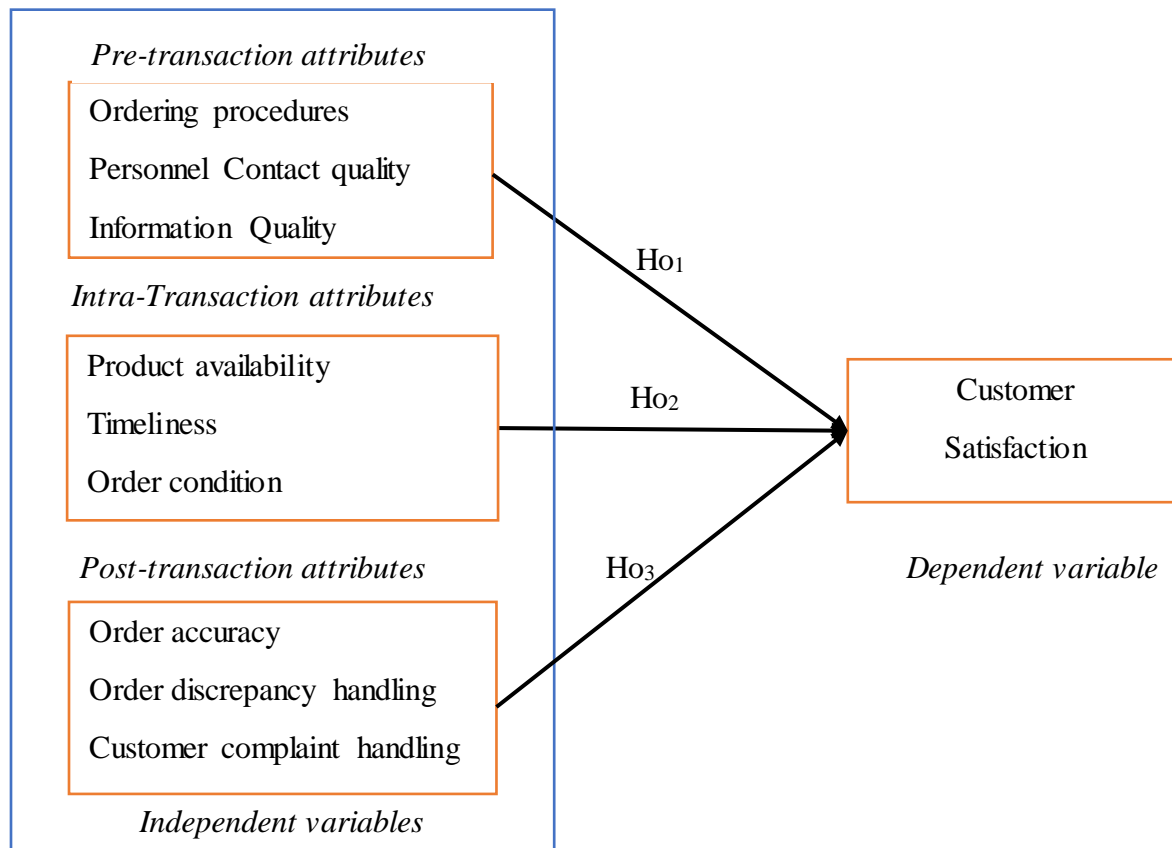 Pre-transaction attributes
Ordering procedures
Personnel Contact quality
Information Quality
Ho1
Intra-Transaction attributes
Product availability
Timeliness
Order condition
Ho2
Customer
Satisfaction
Post-transaction attributes
Ho3
Dependent variable
Order accuracy
Order discrepancy handling
Customer complaint handling
Independent variables